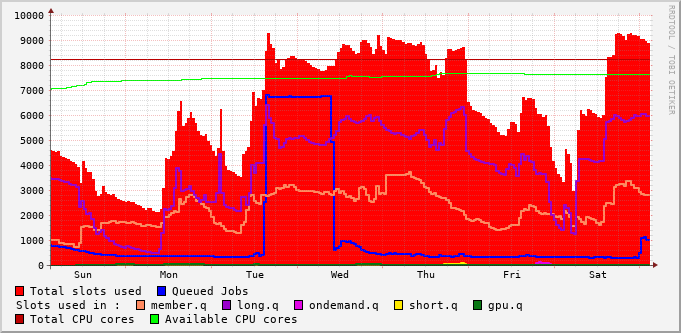 10000
9000
8000
7000
6000
5000
4000
3000
2000
1000
0
Sun Mon Tue Wed Thu Fri Sat
RRDTOOL / TOBI OETIKER
Total slots used Queued Jobs
Slots used in : member.q long.q ondemand.q short.q gpu.q
Total CPU cores Available CPU cores